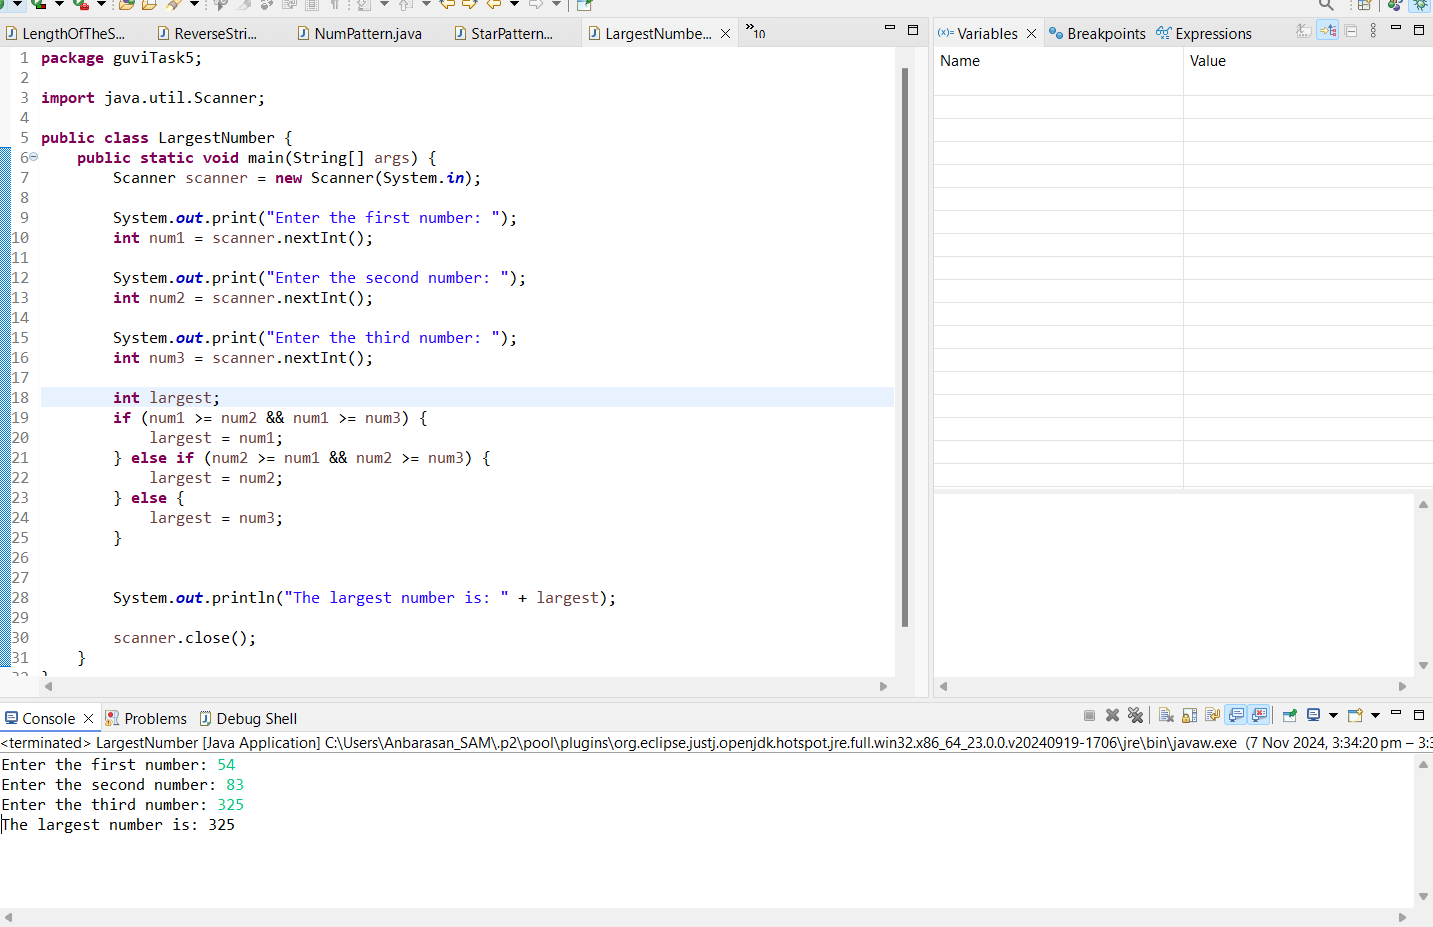 LengthOfTheS... ReverseStri... NumPattern.java StarPattern... LargestNumbe... »10
(x)= Variables Breakpoints Expressions
Name Value
1 package guviTask5;
2
3 import java.util.Scanner;
4
5 public class LargestNumber {
6 public static void main(String[] args) {
7 Scanner scanner = new Scanner(System.in);
8
9 System.out.print("Enter the first number: ");
10 int num1 = scanner.nextInt();
11
12 System.out.print("Enter the second number: ");
13 int num2 = scanner.nextInt();
14
15 System.out.print("Enter the third number: ");
16 int num3 = scanner.nextInt();
17
18 int largest;
19 if (num1 >= num2 && num1 >= num3) {
20 largest = num1;
21 } else if (num2 >= num1 && num2 >= num3) {
22 largest = num2;
23 } else {
24 largest = num3;
25 }
26
27
28 System.out.println("The largest number is: " + largest);
29
30 scanner.close();
31 }
32 }
Console Problems Debug Shell
<terminated> LargestNumber [Java Application] C:\Users\Anbarasan_SAM\.p2\pool\plugins\org.eclipse.justj.openjdk.hotspot.jre.full.win32.x86_64_23.0.0.v20240919-1706\jre\bin\javaw.exe (7 Nov 2024, 3:34:20 pm – 3:3
Enter the first number: 54
Enter the second number: 83
Enter the third number: 325
The largest number is: 325